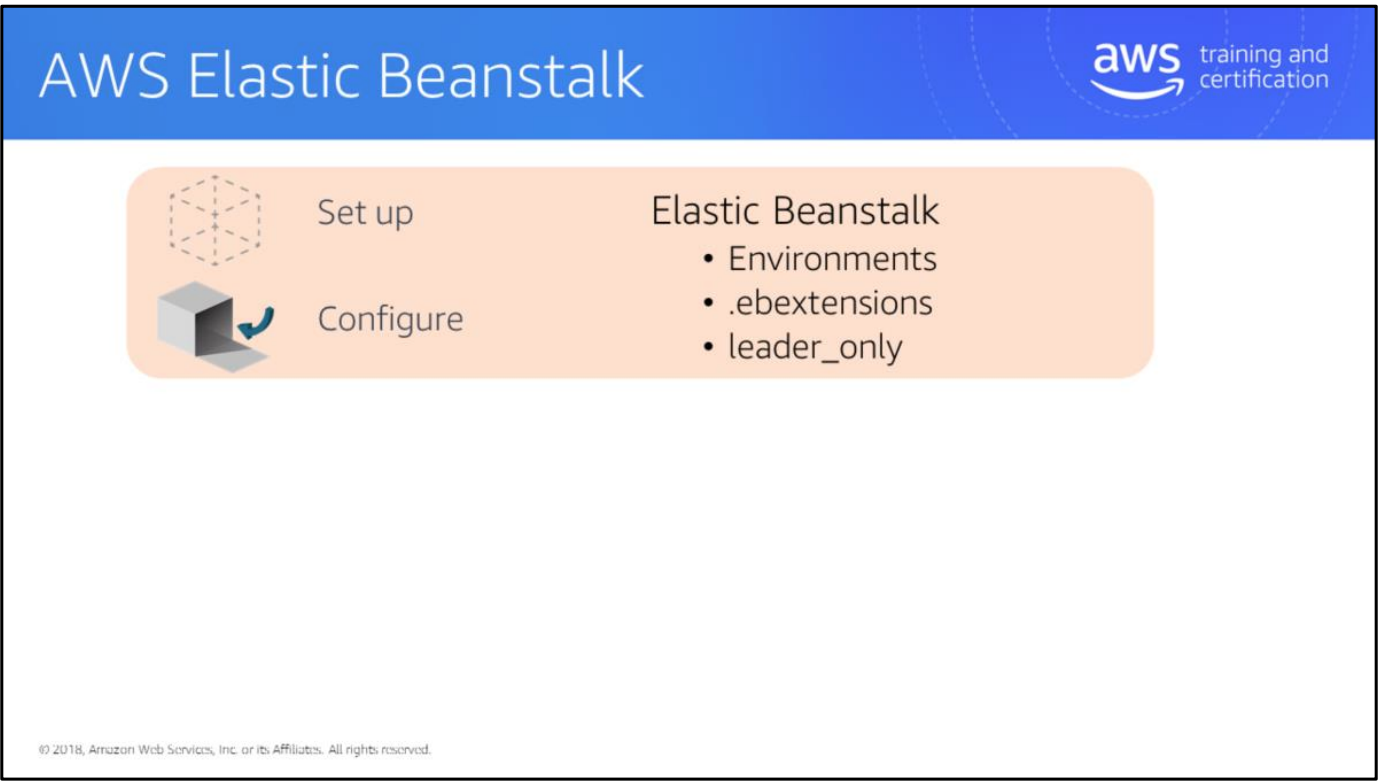 AWS Elastic Beanstalk
aws training and
certification
Set up
Elastic Beanstalk
• Environments
• .ebextensions
• leader_only
Configure
© 2018, Amazon Web Services, Inc. or its Affiliates. All rights reserved.